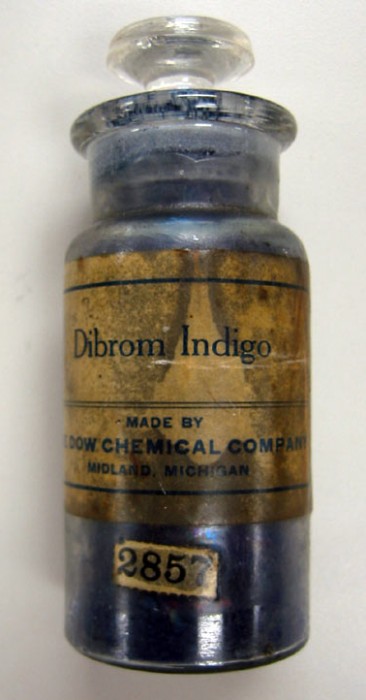 Dibrom Indigo
MADE BY
DOW CHEMICAL COMPANY
MIDLAND, MICHIGAN
2857